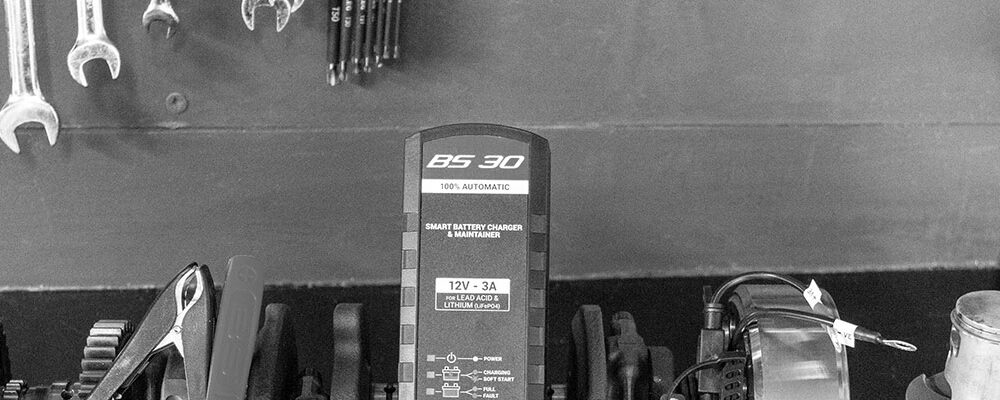 BS 30
100% AUTOMATIC
SMART BATTERY CHARGER
& MAINTAINER
12V - 3A
FOR LEAD ACID &
LITHIUM (LiFePO4)
POWER
CHARGING
SOFT START
FULL
FAULT